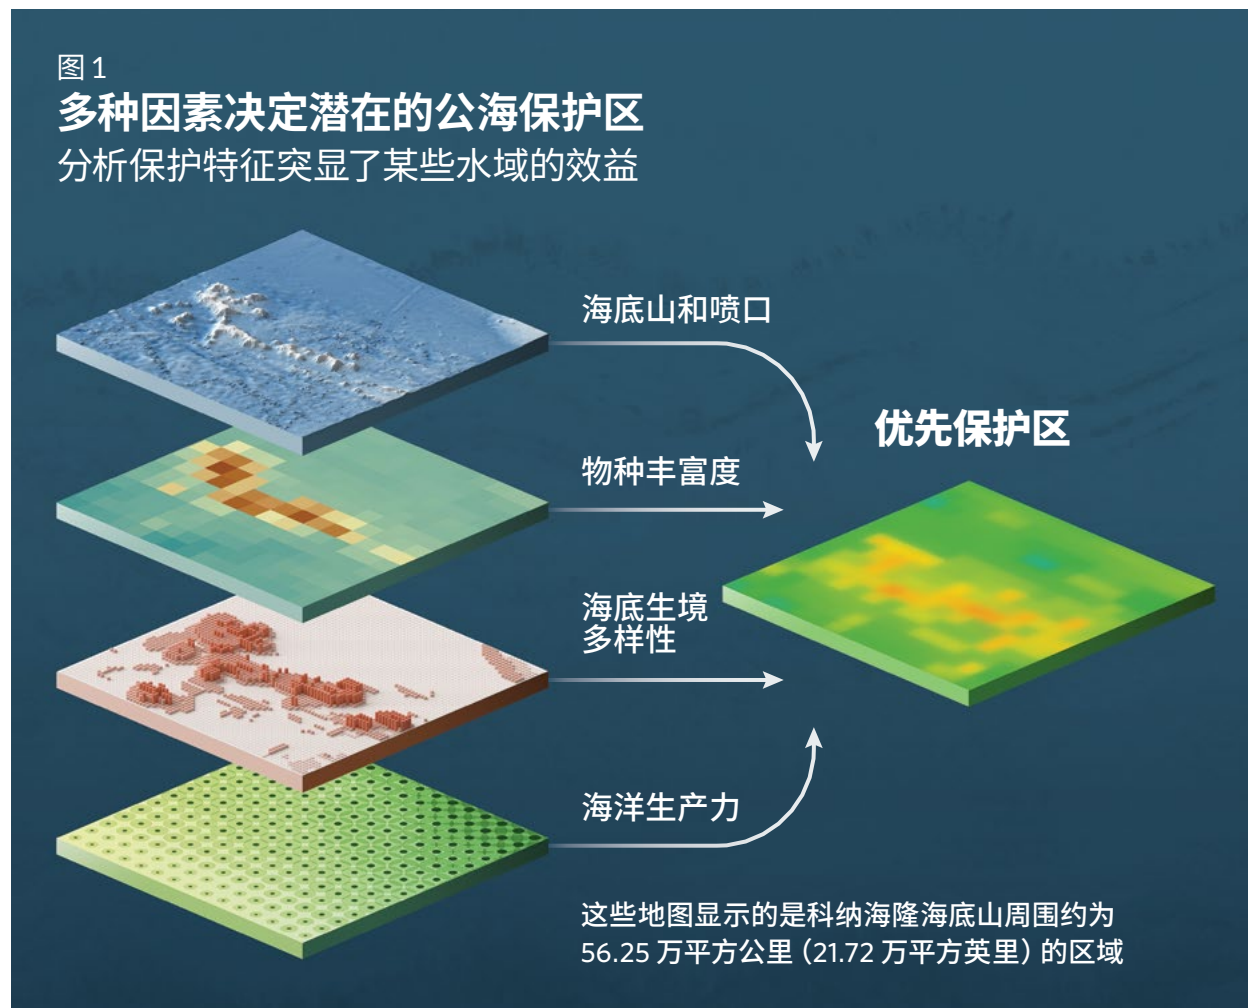 图 1
多种因素决定潜在的公海保护区
分析保护特征突显了某些水域的效益
海底山和喷口
优先保护区
物种丰富度
海底生境
多样性
海洋生产力
这些地图显示的是科纳海隆海底山周围约为
56.25 万平方公里（21.72 万平方英里）的区域